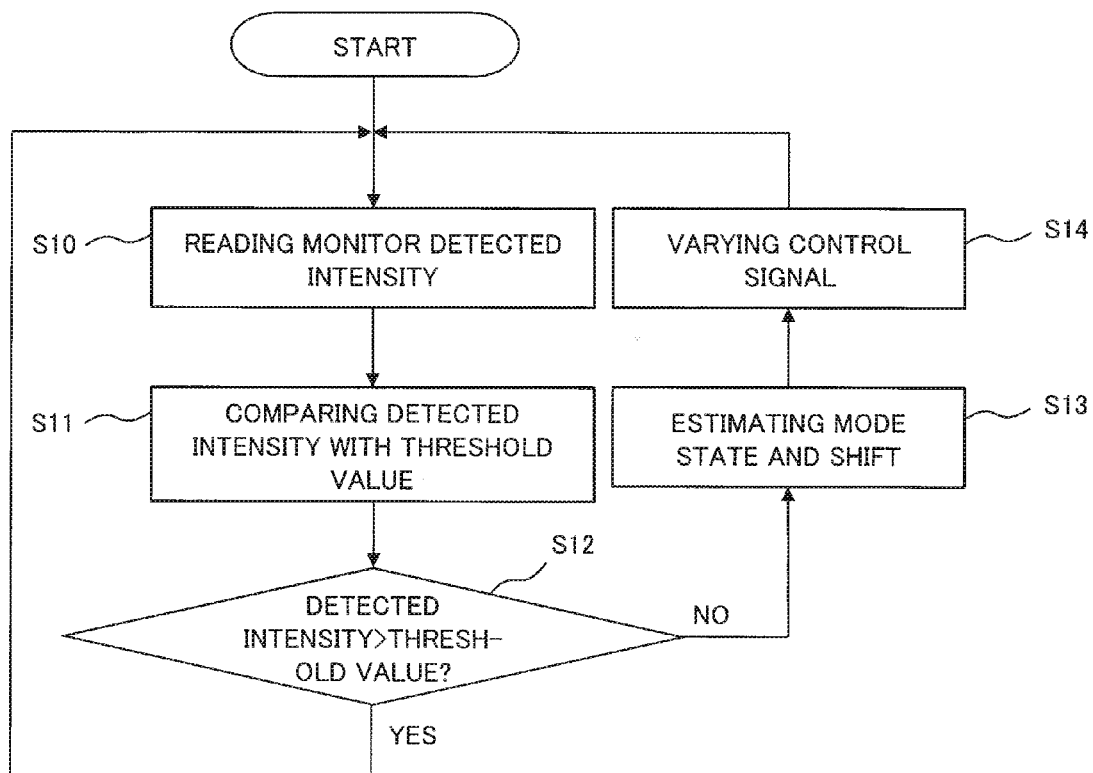 START
S10
READING MONITOR DETECTED
INTENSITY
VARYING CONTROL
SIGNAL
S14
S11
COMPARING DETECTED
INTENSITY WITH THRESHOLD
VALUE
ESTIMATING MODE
STATE AND SHIFT
S13
S12
DETECTED
INTENSITY>THRESH-
OLD VALUE?
NO
YES